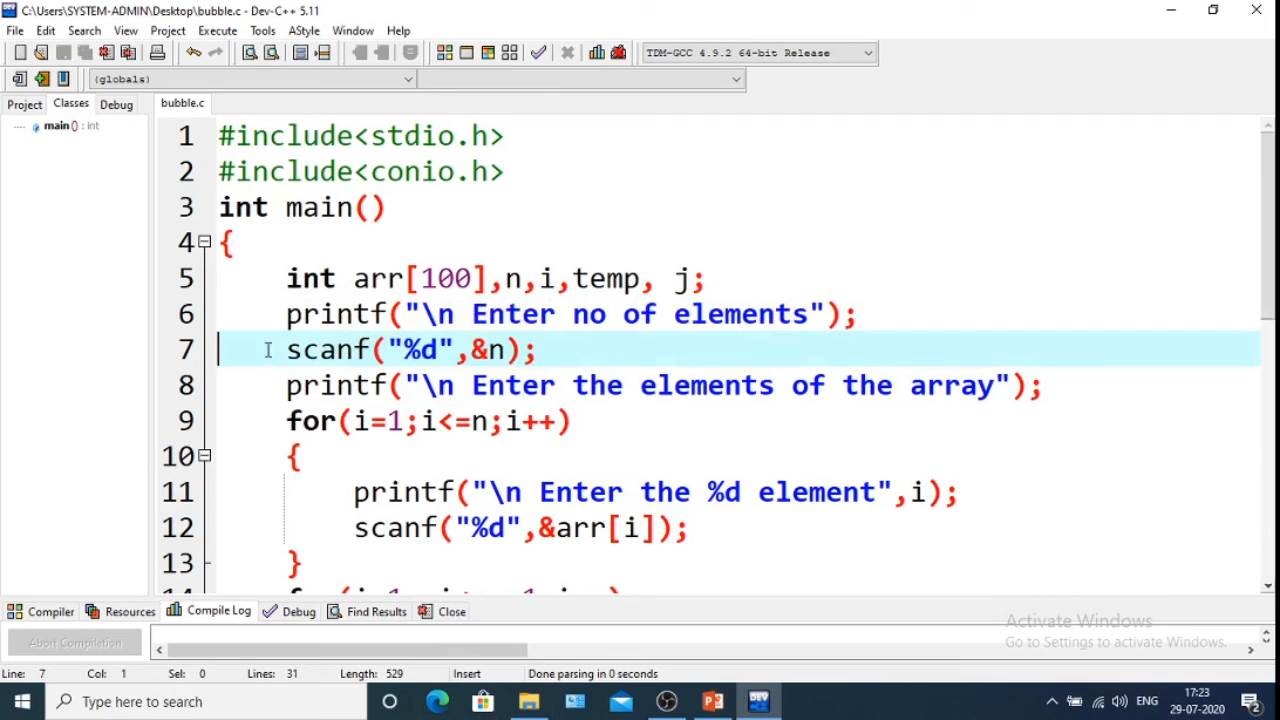 C:\Users\SYSTEM-ADMIN\Desktop\bubble.c - Dev-C++ 5.11
File Edit Search View Project Execute Tools AStyle Window Help
TDM-GCC 4.9.2 64-bit Release
(globals)
Project Classes Debug bubble.c
main () : int
1 #include<stdio.h>
2 #include<conio.h>
3 int main()
4 {
5 int arr[100],n,i,temp, j;
6 printf("\n Enter no of elements");
7 scanf("%d",&n);
8 printf("\n Enter the elements of the array");
9 for(i=1;i<=n;i++)
10 {
11 printf("\n Enter the %d element",i);
12 scanf("%d",&arr[i]);
13 }
Compiler Resources Compile Log Debug Find Results Close
Abort Compilation
Activate Windows
Go to Settings to activate Windows.
Line: 7 Col: 1 Sel: 0 Lines: 31 Length: 529 Insert Done parsing in 0 seconds
Type here to search
DEV
ENG
17:23
29-07-2020
2